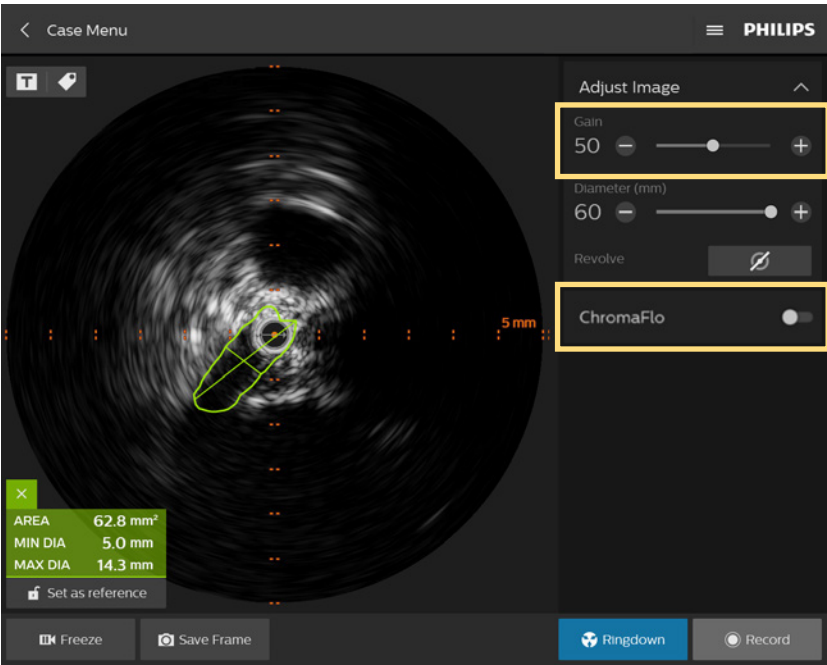 Case Menu
PHILIPS
T
Adjust Image
Gain
50
Diameter (mm)
60
Revolve
ChromaFlo
5 mm
AREA 62.8 mm²
MIN DIA 5.0 mm
MAX DIA 14.3 mm
Set as reference
Freeze
Save Frame
Ringdown
Record